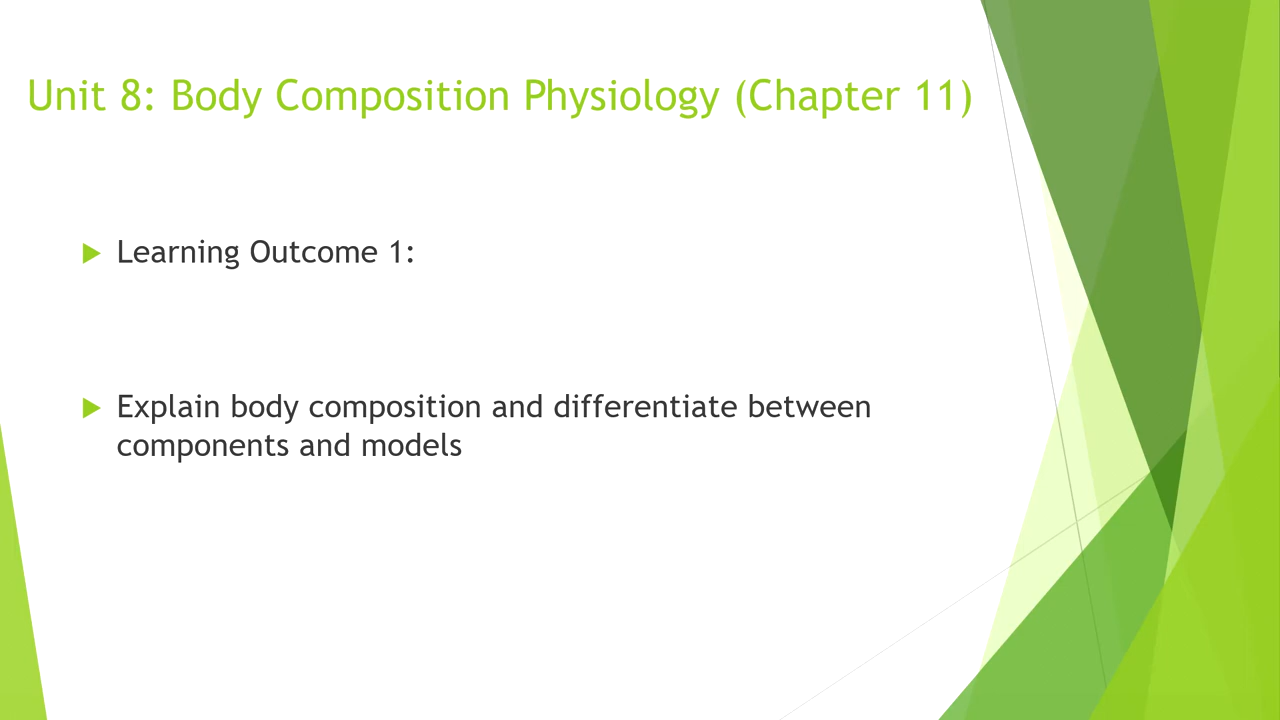 Unit 8: Body Composition Physiology (Chapter 11)
Learning Outcome 1:
Explain body composition and differentiate between
components and models